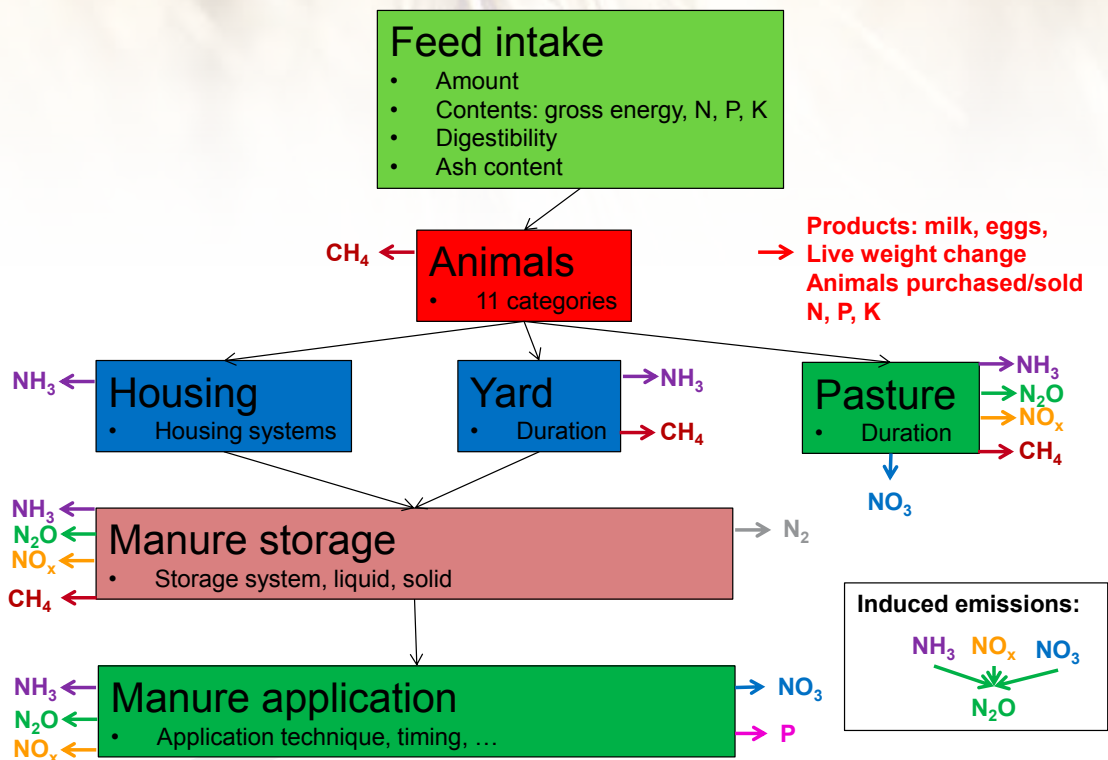 Feed intake
• Amount
• Contents: gross energy, N, P, K
• Digestibility
• Ash content
CH₄
Animals
• 11 categories
Products: milk, eggs,
Live weight change
Animals purchased/sold
N, P, K
NH₃
Housing
• Housing systems
Yard
• Duration
NH₃
CH₄
Pasture
• Duration
NH₃
N₂O
NOₓ
CH₄
NO₃
NH₃
N₂O
NOₓ
CH₄
Manure storage
• Storage system, liquid, solid
N₂
Induced emissions:
NH₃ NOₓ NO₃
N₂O
NH₃
N₂O
NOₓ
Manure application
• Application technique, timing, …
NO₃
P